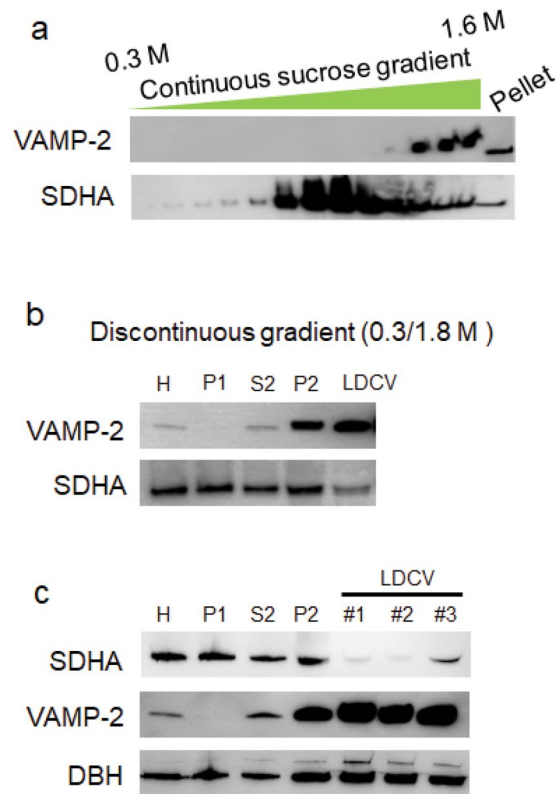 a
0.3 M
1.6 M
Continuous sucrose gradient
Pellet
VAMP-2
SDHA
b
Discontinuous gradient (0.3/1.8 M )
H P1 S2 P2 LDCV
VAMP-2
SDHA
c
LDCV
H P1 S2 P2 #1 #2 #3
SDHA
VAMP-2
DBH